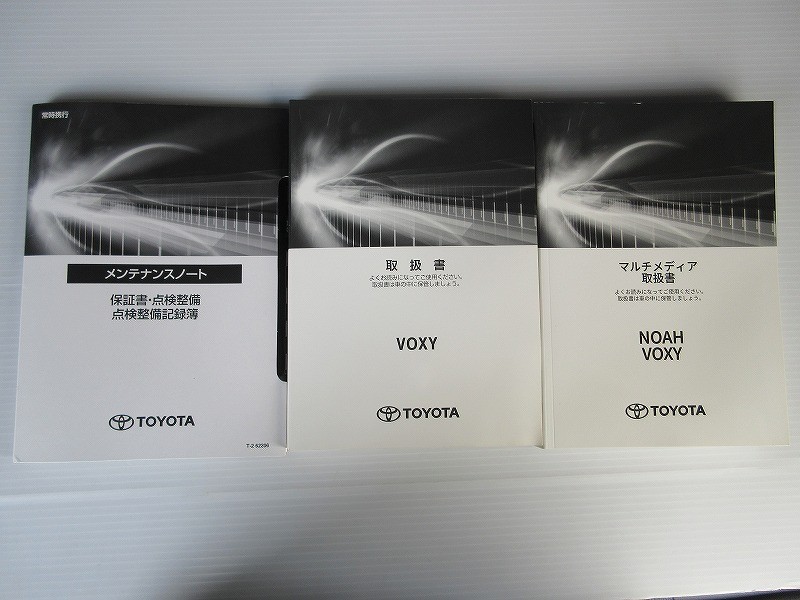 常時携行
メンテナンスノート
保証書・点検整備
点検整備記録簿
TOYOTA
T-2 52396
取扱書
よくお読みになってご使用ください。
取扱書は車の中に保管しましょう。
VOXY
TOYOTA
マルチメディア
取扱書
よくお読みになってご使用ください。
取扱書は車の中に保管しましょう。
NOAH
VOXY
TOYOTA